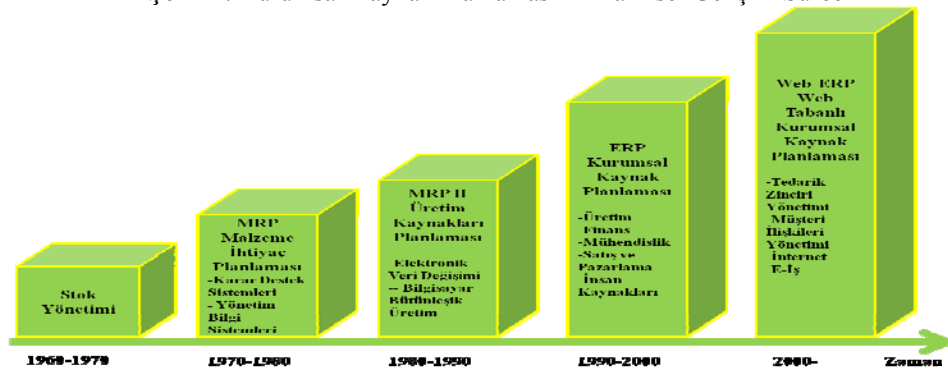 Stok
Yönetimi
MRP
Malzeme
İhtiyaç
Planlaması
-Karar Destek
Sistemleri
- Yönetim
Bilgi
Sistemleri
MRP II
Üretim
Kaynakları
Planlaması
Elektronik
Veri Değişimi
-- Bilgisayar
Bütünleşik
Üretim
ERP
Kurumsal
Kaynak
Planlaması
-Üretim
Finans
-Mühendislik
-Satış ve
Pazarlama
İnsan
Kaynakları
Web ERP
Web
Tabanlı
Kurumsal
Kaynak
Planlaması
-Tedarik
Zinciri
Yönetimi
Müşteri
İlişkileri
Yönetimi
İnternet
E-İş
1960-1970
1970-1980
1980-1990
1990-2000
2000-
Zaman